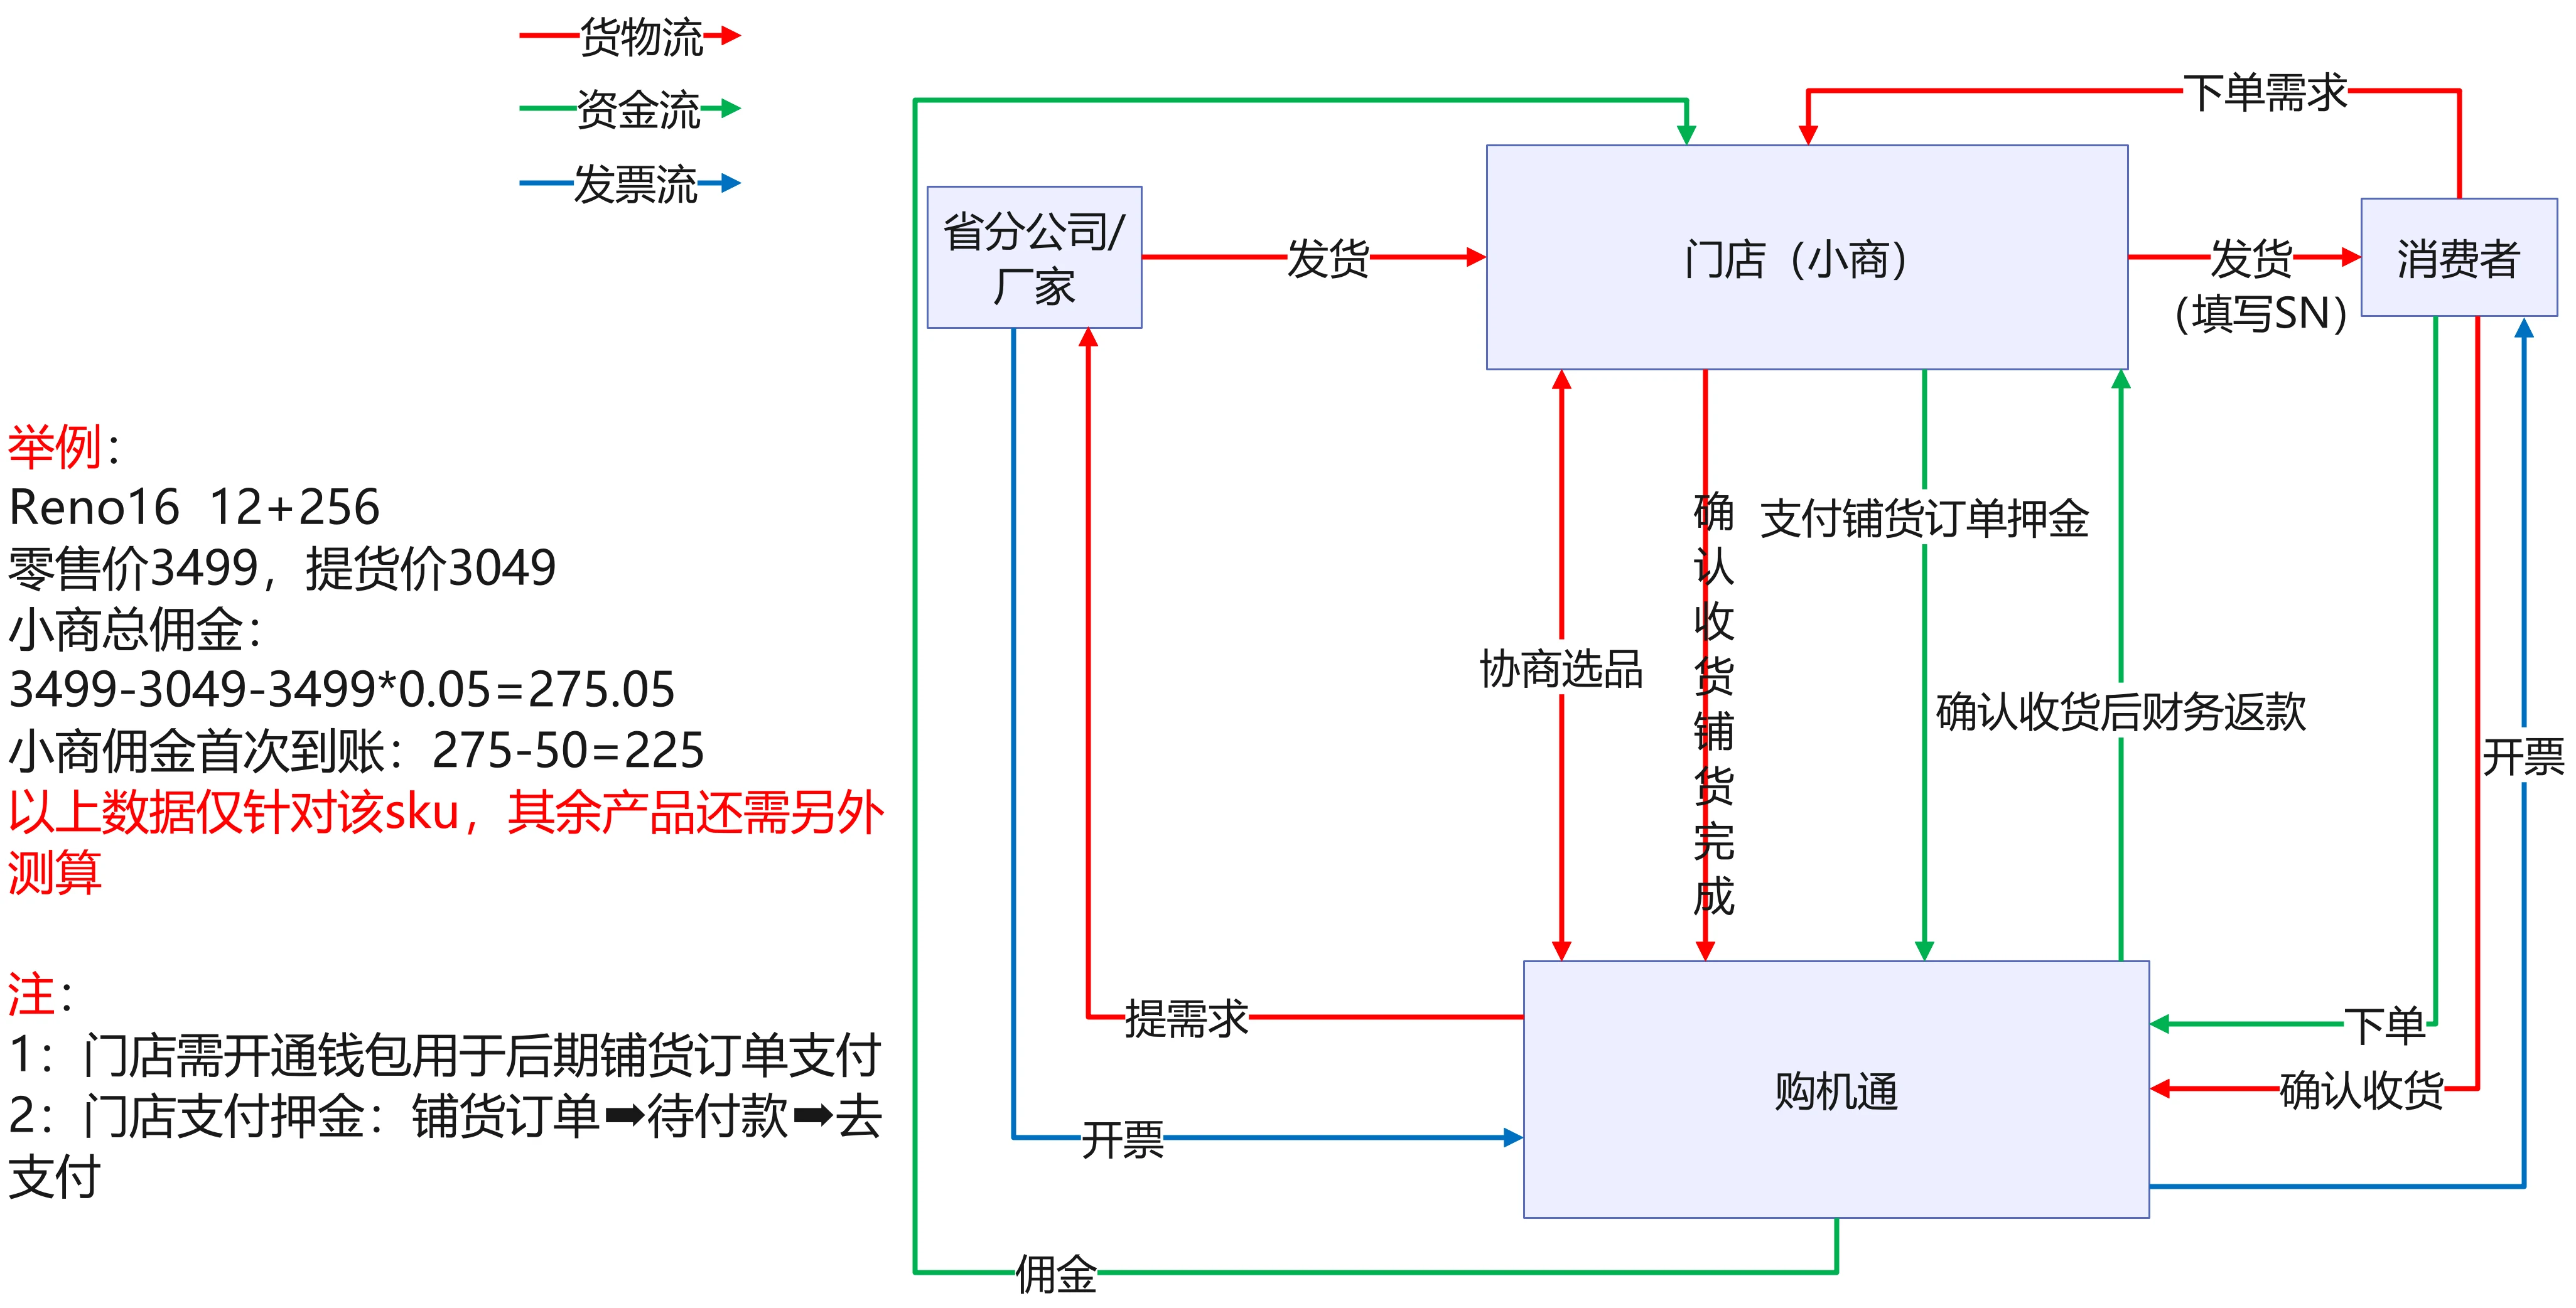 货物流
资金流
发票流
下单需求
省分公司/
厂家
发货
门店（小商）
发货
（填写SN）
消费者
举例：
Reno16  12+256
零售价3499，提货价3049
小商总佣金：
3499-3049-3499*0.05=275.05
小商佣金首次到账：275-50=225
以上数据仅针对该sku，其余产品还需另外
测算
注：
1：门店需开通钱包用于后期铺货订单支付
2：门店支付押金：铺货订单➡待付款➡去
支付
协商选品
确认收货铺货完成
支付铺货订单押金
确认收货后财务返款
开票
提需求
下单
确认收货
购机通
开票
佣金